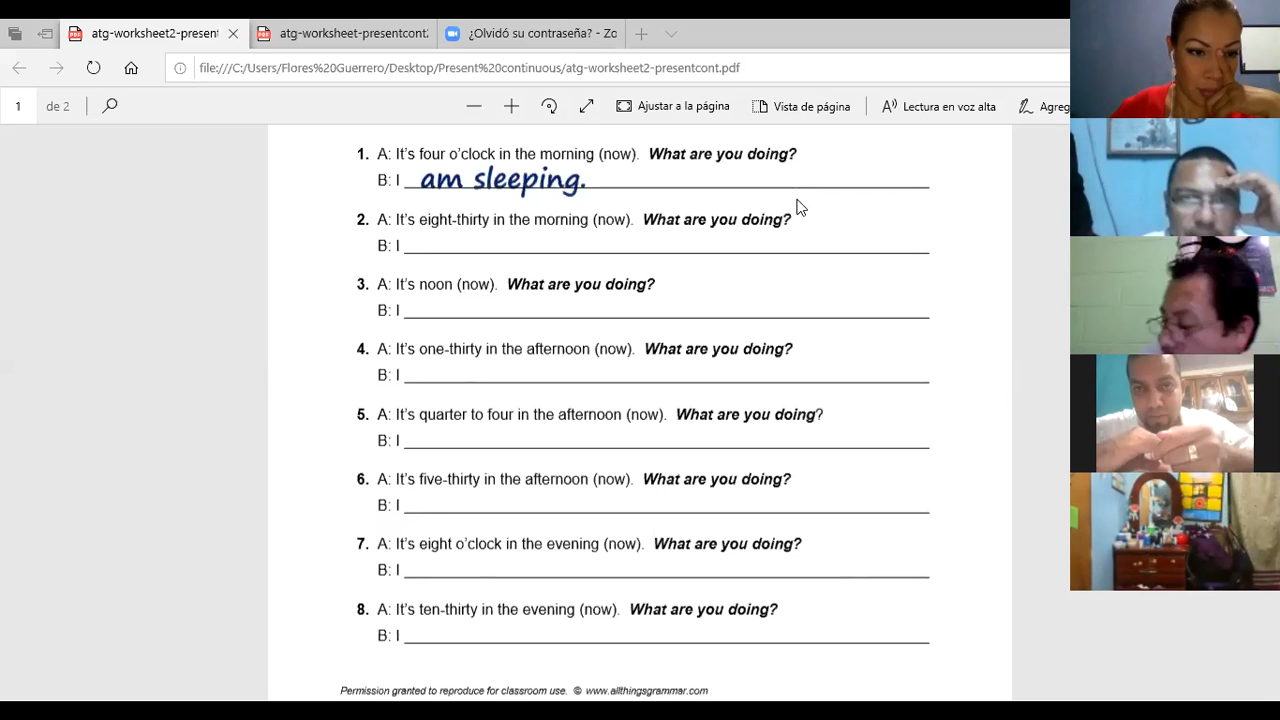 atg-worksheet2-present
atg-worksheet-presentcont2
¿Olvidó su contraseña? - Zo
file:///C:/Users/Flores%20Guerrero/Desktop/Present%20continuous/atg-worksheet2-presentcont.pdf
1 de 2
Ajustar a la página
Vista de página
Lectura en voz alta
Agreg
1. A: It's four o'clock in the morning (now). What are you doing?
B: I am sleeping.
2. A: It's eight-thirty in the morning (now). What are you doing?
B: I
3. A: It's noon (now). What are you doing?
B: I
4. A: It's one-thirty in the afternoon (now). What are you doing?
B: I
5. A: It's quarter to four in the afternoon (now). What are you doing?
B: I
6. A: It's five-thirty in the afternoon (now). What are you doing?
B: I
7. A: It's eight o'clock in the evening (now). What are you doing?
B: I
8. A: It's ten-thirty in the evening (now). What are you doing?
B: I
Permission granted to reproduce for classroom use. © www.allthingsgrammar.com